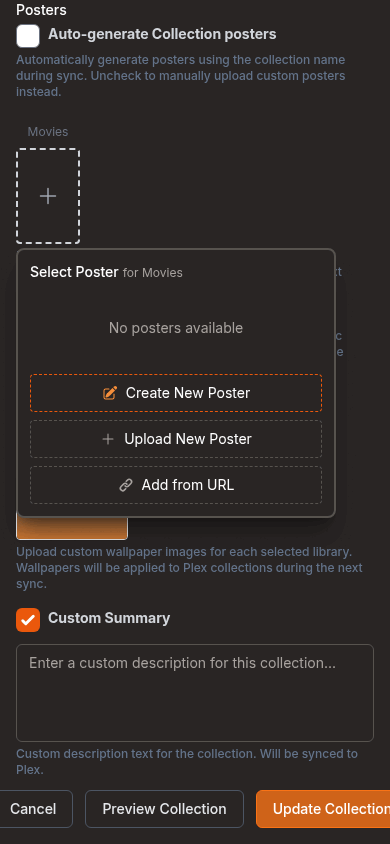 Posters
Auto-generate Collection posters
Automatically generate posters using the collection name
during sync. Uncheck to manually upload custom posters
instead.
Movies
Select Poster for Movies
No posters available
Create New Poster
Upload New Poster
Add from URL
Upload custom wallpaper images for each selected library.
Wallpapers will be applied to Plex collections during the next
sync.
Custom Summary
Enter a custom description for this collection...
Custom description text for the collection. Will be synced to
Plex.
Cancel
Preview Collection
Update Collection